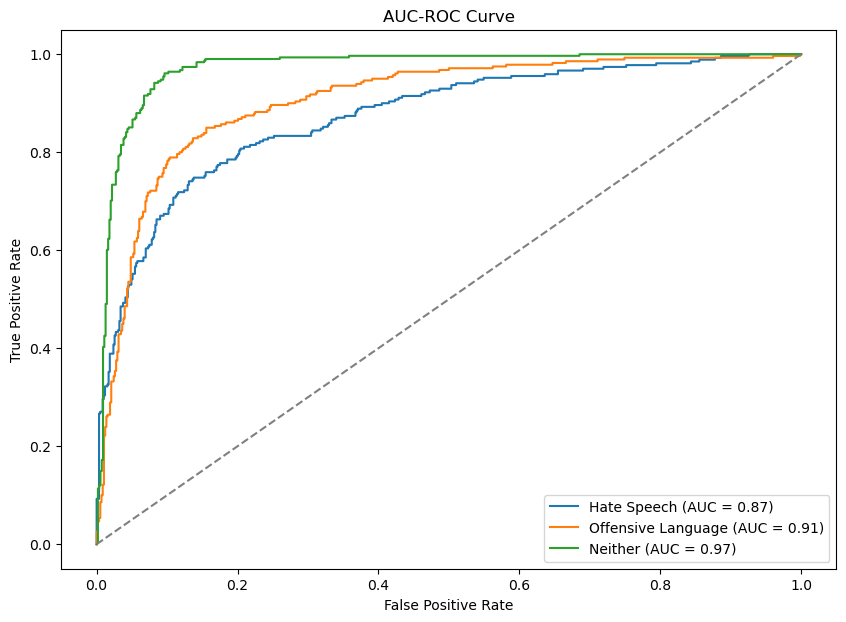 AUC-ROC Curve
True Positive Rate
1.0
0.8
0.6
0.4
0.2
0.0
0.0 0.2 0.4 0.6 0.8 1.0
False Positive Rate
Hate Speech (AUC = 0.87)
Offensive Language (AUC = 0.91)
Neither (AUC = 0.97)